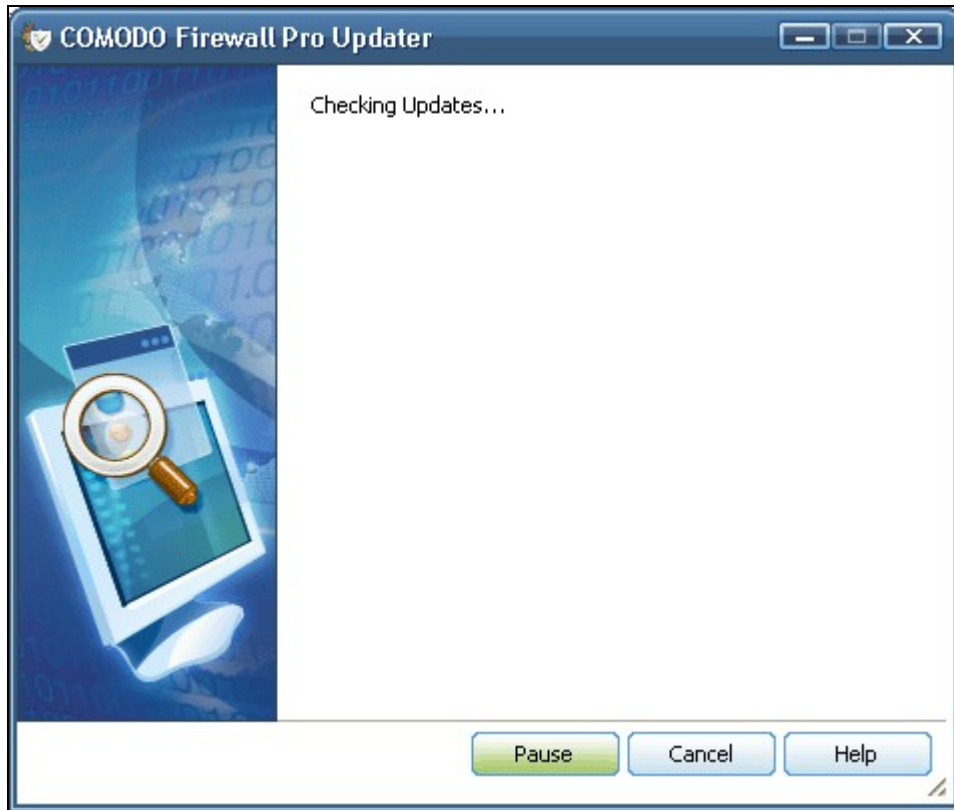 COMODO Firewall Pro Updater
Checking Updates...
Pause
Cancel
Help